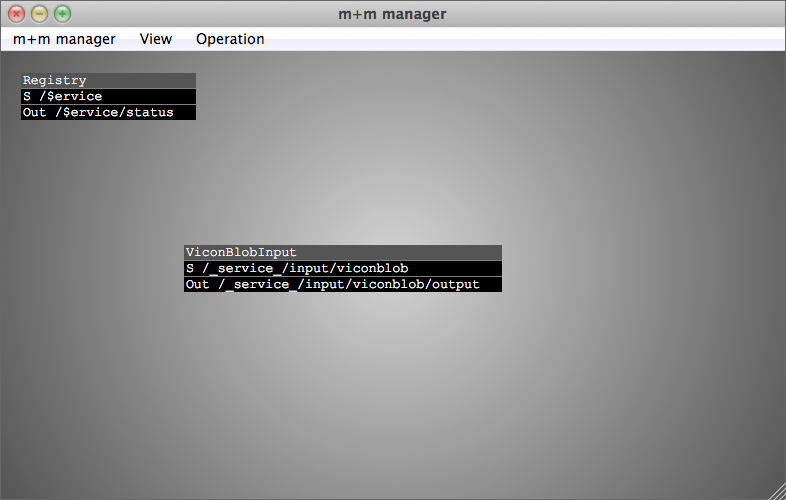 m+m manager
m+m manager View Operation
Registry
S /$ervice
Out /$ervice/status
ViconBlobInput
S /_service_/input/viconblob
Out /_service_/input/viconblob/output